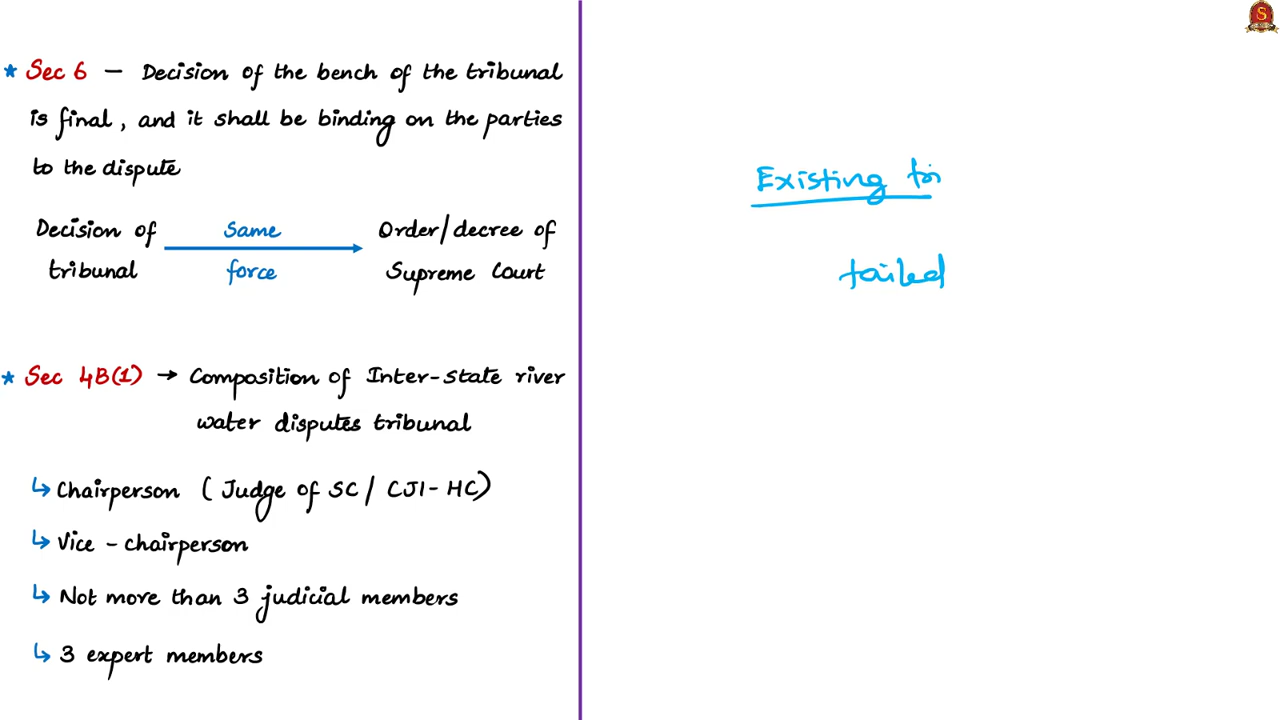 * Sec 6 – Decision of the bench of the tribunal
is final, and it shall be binding on the parties
to the dispute
Decision of
tribunal
Same
force
Order/decree of
Supreme Court
* Sec 4B(1) → Composition of Inter-state river
water disputes tribunal
↳ Chairperson (Judge of SC / CJI-HC)
↳ Vice-chairperson
↳ Not more than 3 judicial members
↳ 3 expert members
Existing tri
failed
S